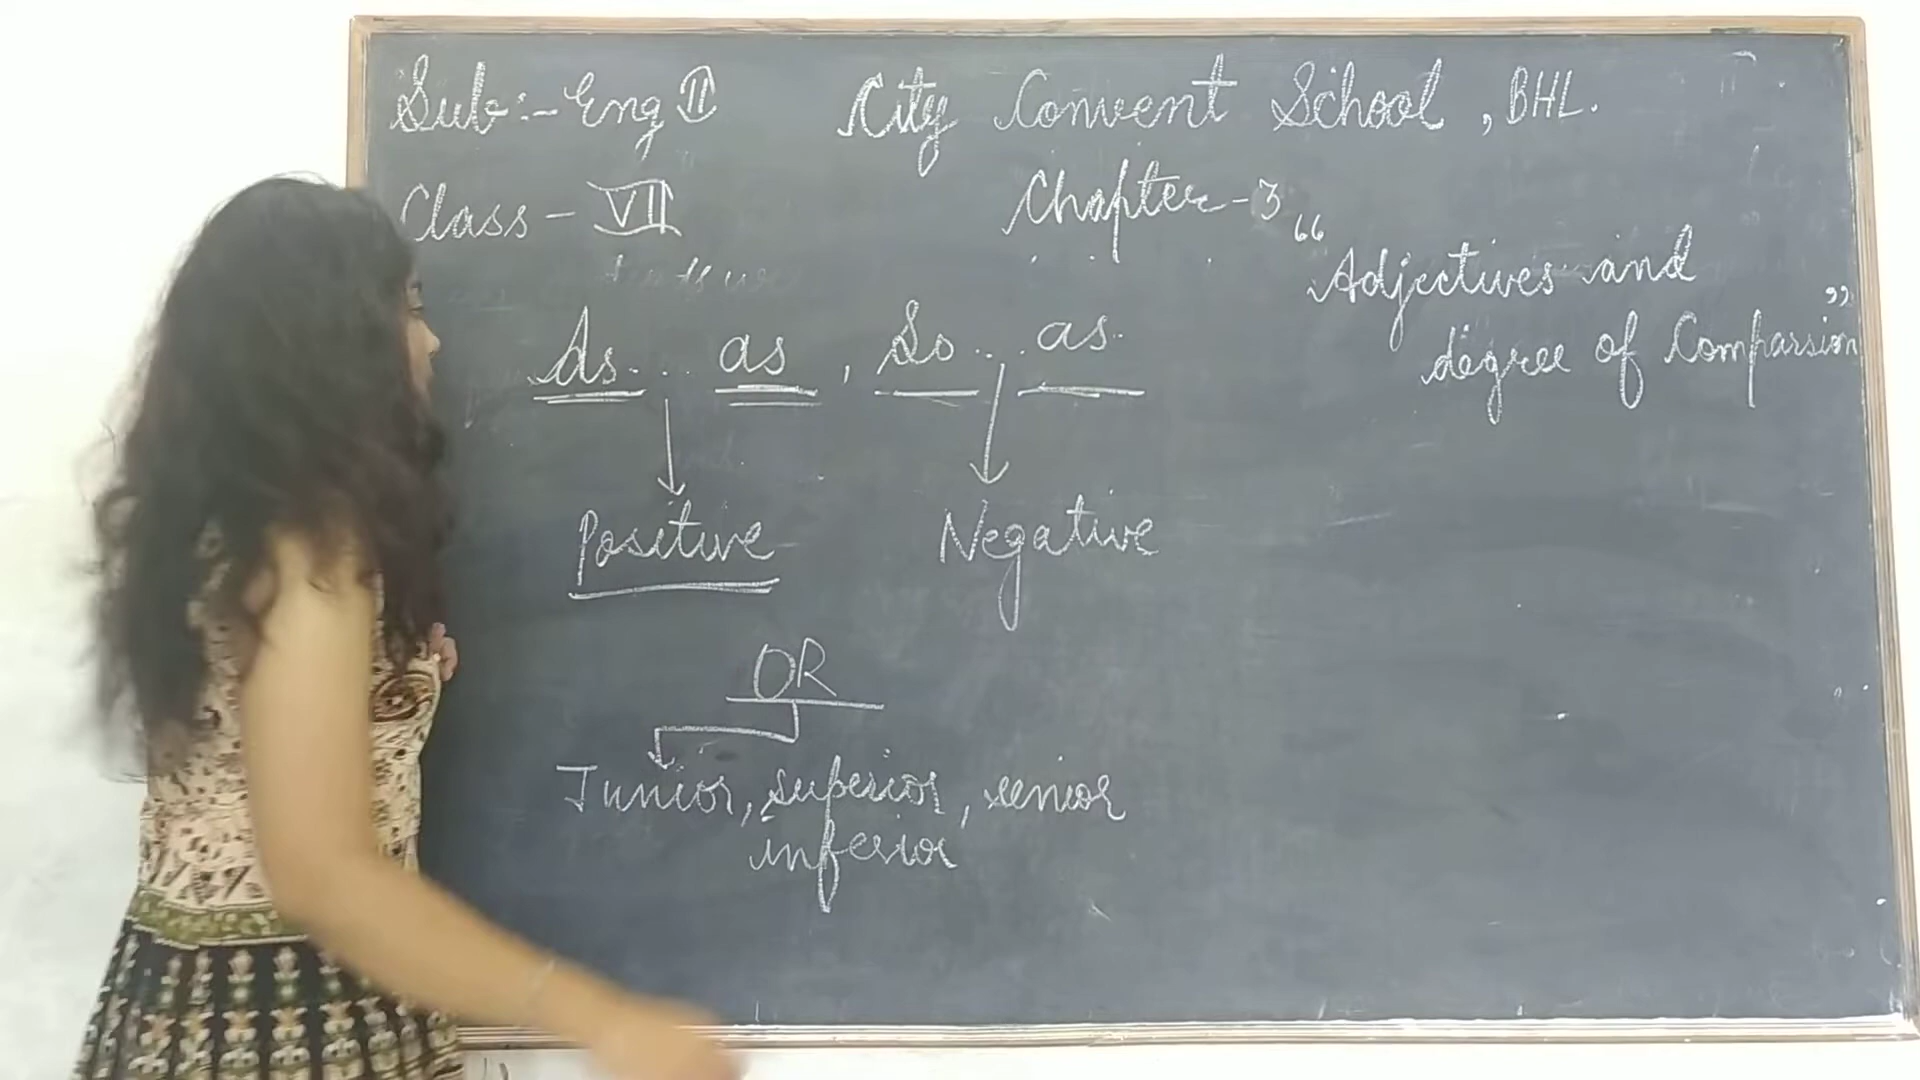 Sub:- Eng II City Convent School, BHL.
Class - VII Chapter-3
"Adjectives and
degree of Comparsion"
As... as, So... as.
Positive Negative
OR
Junior, superior, senior
inferior